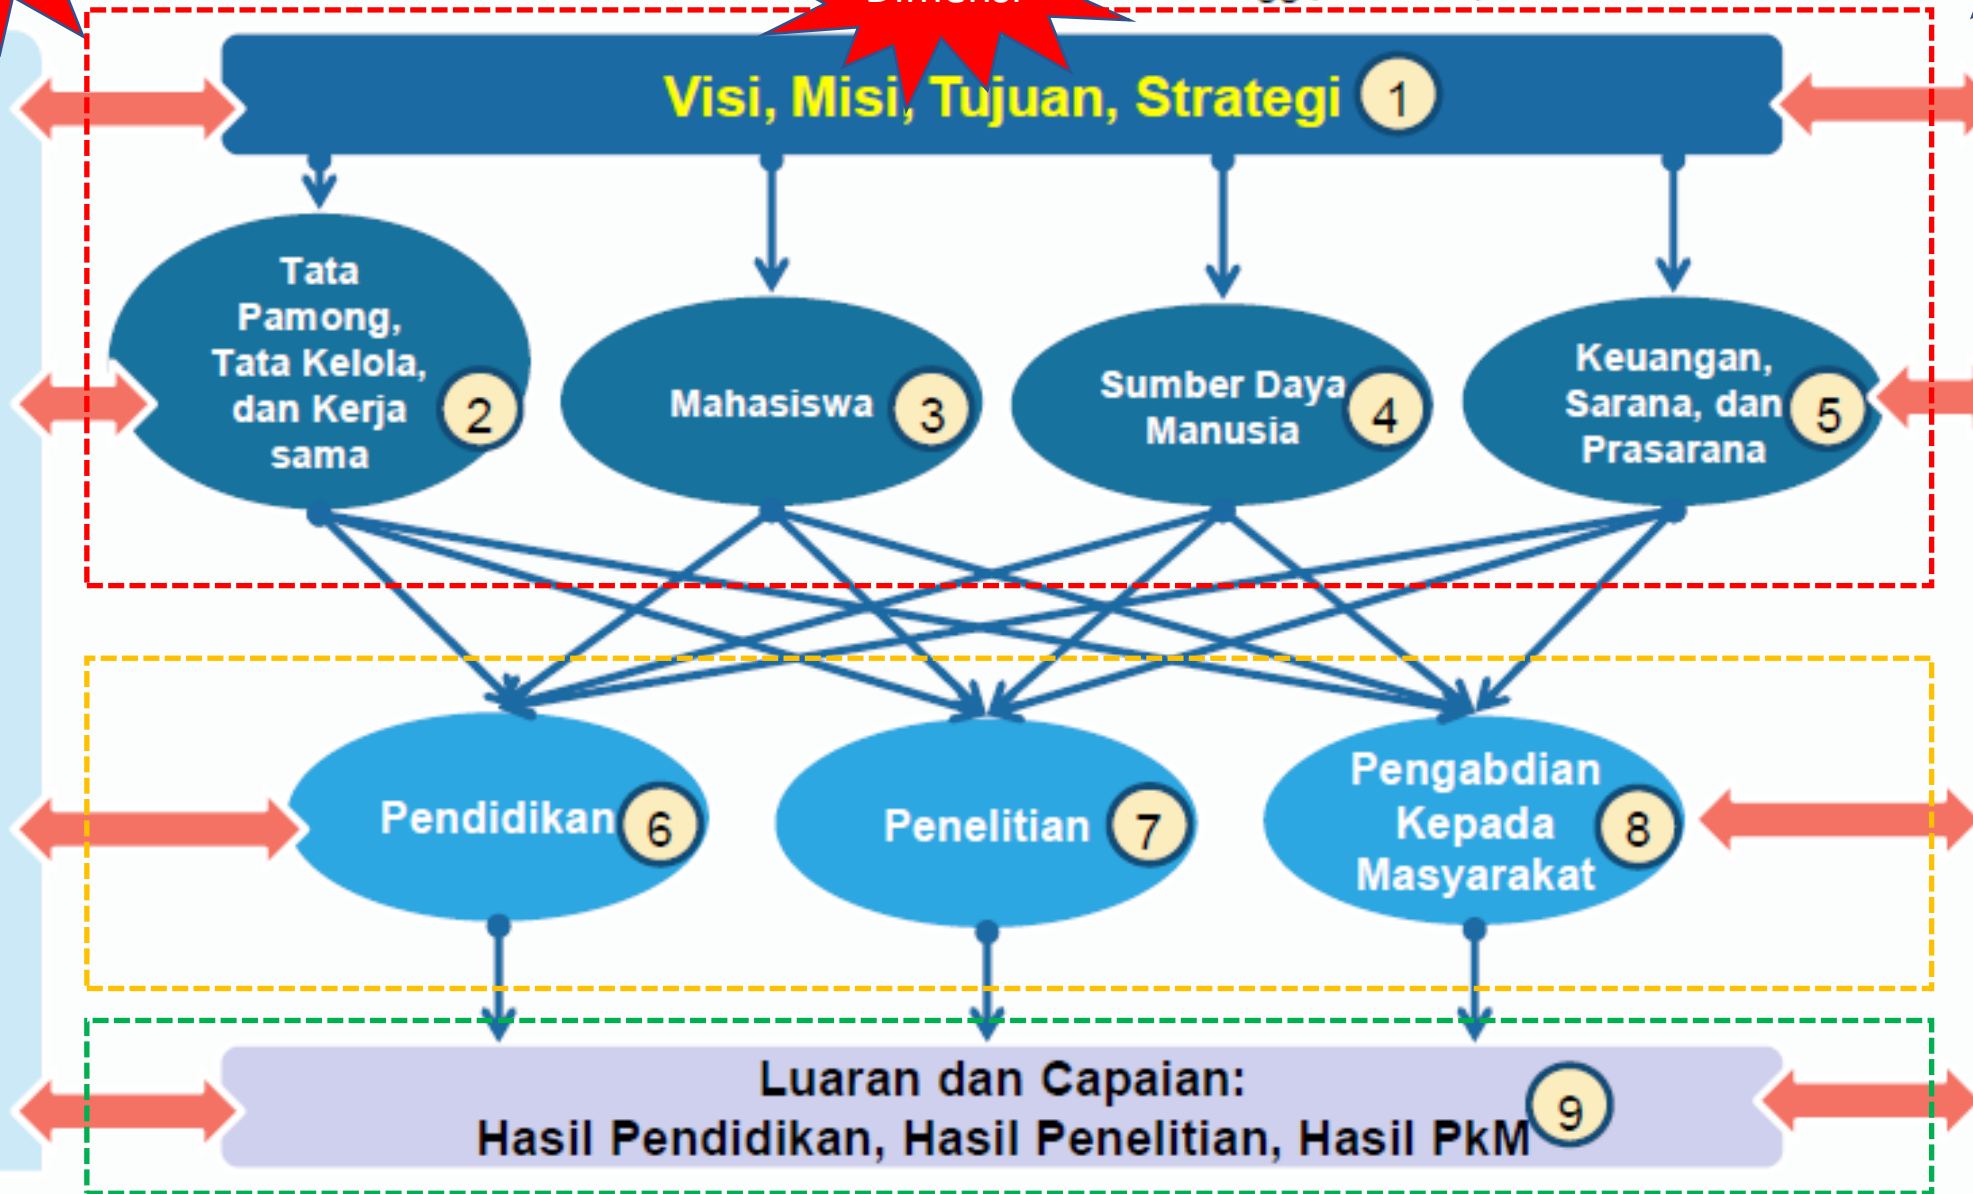 Visi, Misi, Tujuan, Strategi 1
Tata
Pamong,
Tata Kelola,
dan Kerja
sama
2
Mahasiswa 3
Sumber Daya
Manusia
4
Keuangan,
Sarana, dan
Prasarana
5
Pendidikan 6
Penelitian 7
Pengabdian
Kepada
Masyarakat
8
Luaran dan Capaian:
Hasil Pendidikan, Hasil Penelitian, Hasil PkM
9